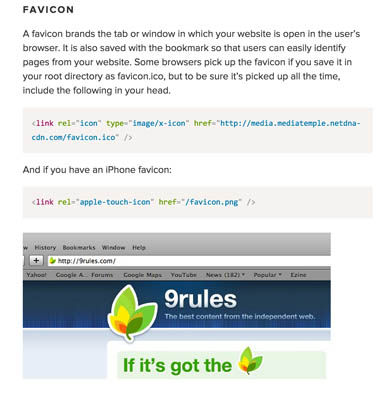 FAVICON
A favicon brands the tab or window in which your website is open in the user's
browser. It is also saved with the bookmark so that users can easily identify
pages from your website. Some browsers pick up the favicon if you save it in
your root directory as favicon.ico, but to be sure it's picked up all the time,
include the following in your head.
<link rel="icon" type="image/x-icon" href="http://media.mediatemple.netdna-
cdn.com/favicon.ico" />
And if you have an iPhone favicon:
<link rel="apple-touch-icon" href="/favicon.png" />
w History Bookmarks Window Help
+ http://9rules.com/
Yahoo! Google A... Forums Google Maps YouTube News (182) ▾ Popular ▾ Ezine
9rules
The best content from the independent web.
If it's got the